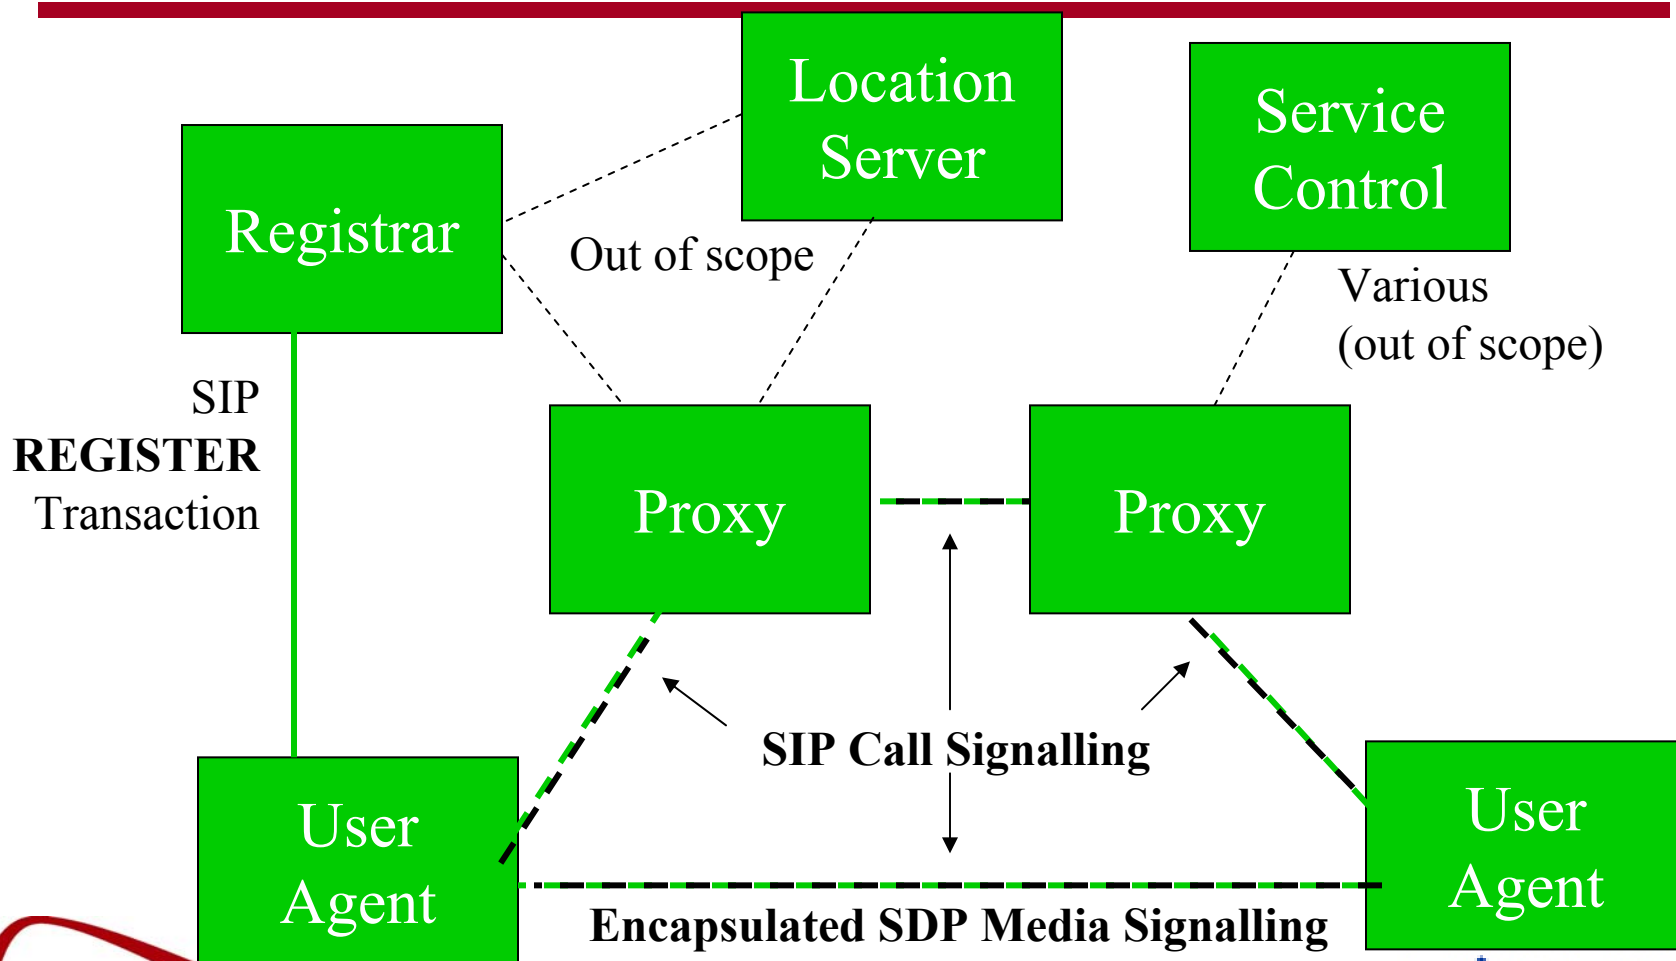 Location
Server
Service
Control
Registrar
Out of scope
Various
(out of scope)
SIP
REGISTER
Transaction
Proxy
Proxy
SIP Call Signalling
User
Agent
User
Agent
Encapsulated SDP Media Signalling